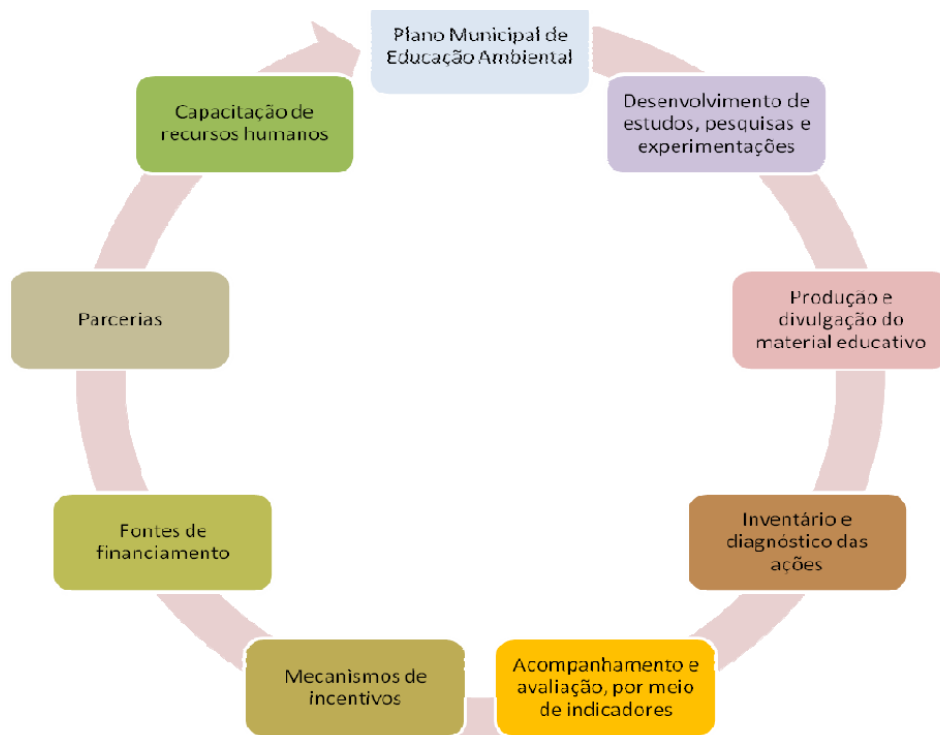 Plano Municipal de
Educação Ambiental
Desenvolvimento de
estudos, pesquisas e
experimentações
Produção e
divulgação do
material educativo
Inventário e
diagnóstico das
ações
Acompanhamento e
avaliação, por meio
de indicadores
Mecanismos de
incentivos
Fontes de
financiamento
Parcerias
Capacitação de
recursos humanos